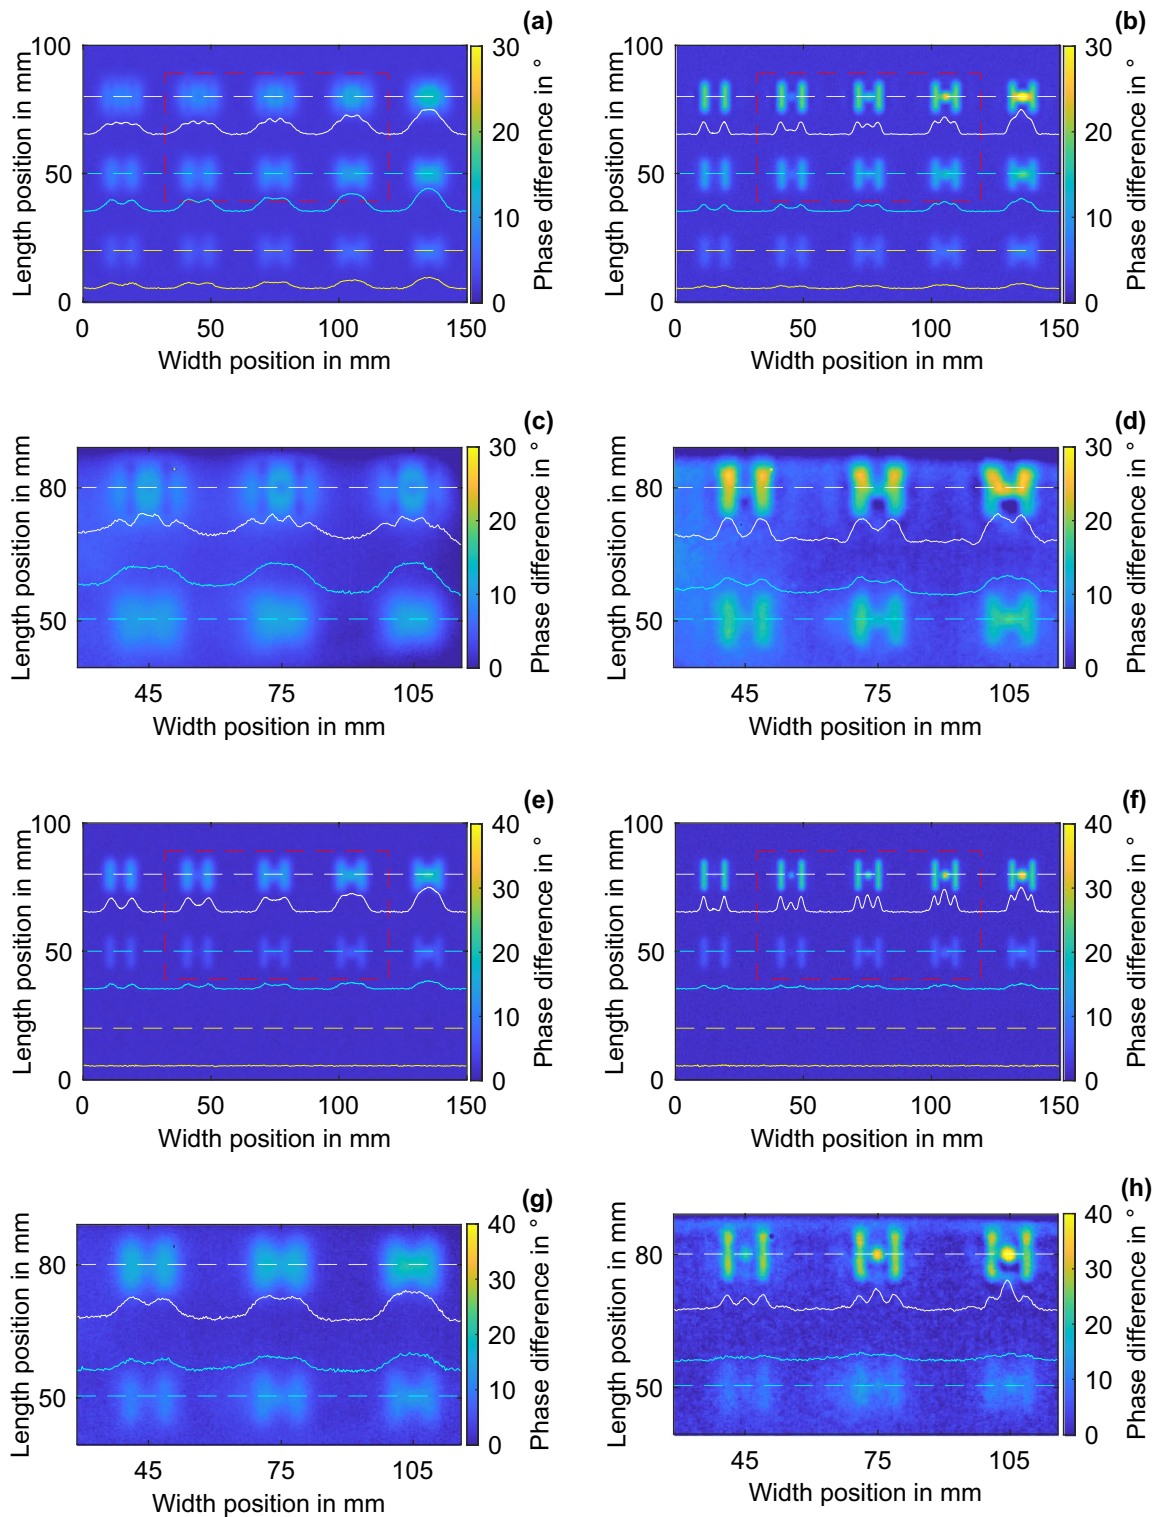 (a)
100
50
0
Length position in mm
0 50 100 150
Width position in mm
30
20
10
0
Phase difference in °
(b)
100
50
0
Length position in mm
0 50 100 150
Width position in mm
30
20
10
0
Phase difference in °
(c)
80
50
Length position in mm
45 75 105
Width position in mm
30
20
10
0
Phase difference in °
(d)
80
50
Length position in mm
45 75 105
Width position in mm
30
20
10
0
Phase difference in °
(e)
100
50
0
Length position in mm
0 50 100 150
Width position in mm
40
30
20
10
0
Phase difference in °
(f)
100
50
0
Length position in mm
0 50 100 150
Width position in mm
40
30
20
10
0
Phase difference in °
(g)
80
50
Length position in mm
45 75 105
Width position in mm
40
30
20
10
0
Phase difference in °
(h)
80
50
Length position in mm
45 75 105
Width position in mm
40
30
20
10
0
Phase difference in °